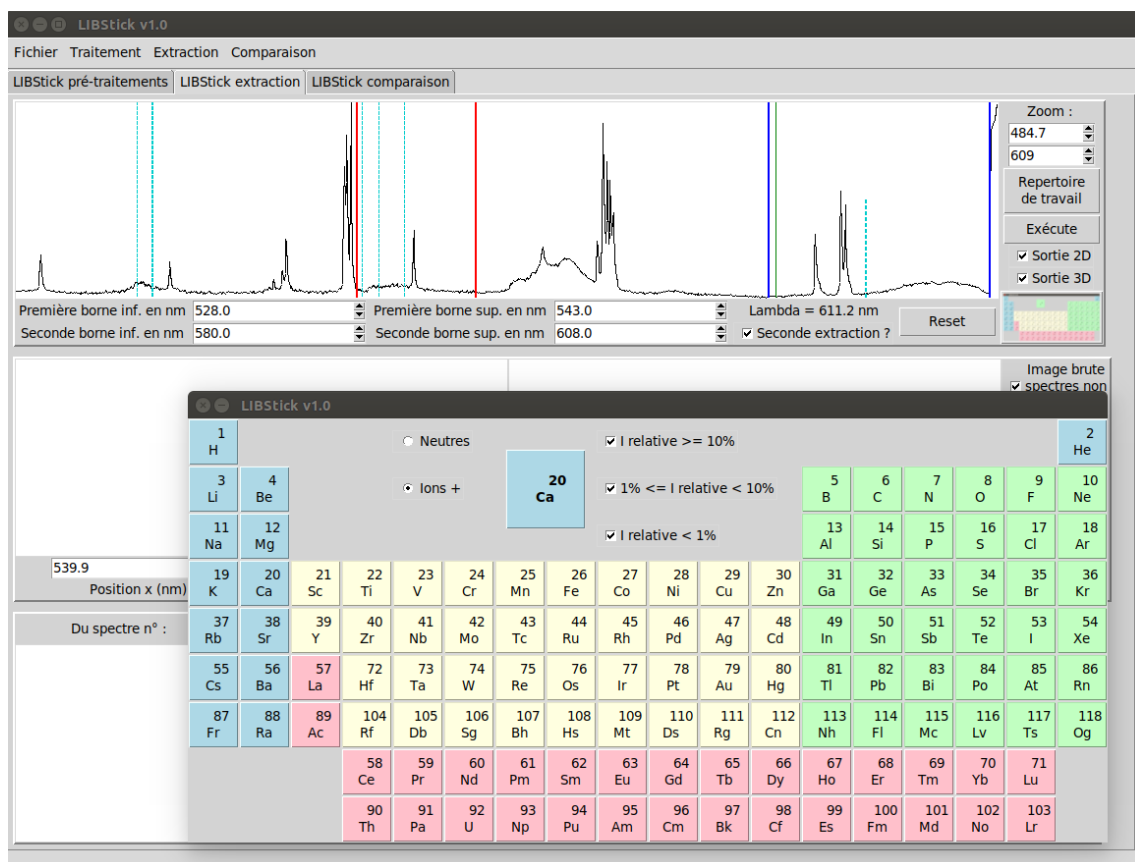 LIBStick v1.0
Fichier Traitement Extraction Comparaison
LIBStick pré-traitements LIBStick extraction LIBStick comparaison
Zoom :
484.7
609
Repertoire
de travail
Exécute
Sortie 2D
Sortie 3D
Première borne inf. en nm 528.0 Première borne sup. en nm 543.0 Lambda = 611.2 nm
Seconde borne inf. en nm 580.0 Seconde borne sup. en nm 608.0 Seconde extraction ? Reset
Image brute
spectres non
LIBStick v1.0
1 2
H He
Neutres I relative >= 10%
20
Ca
Ions + 1% <= I relative < 10%
I relative < 1%
3 4 5 6 7 8 9 10
Li Be B C N O F Ne
11 12 13 14 15 16 17 18
Na Mg Al Si P S Cl Ar
539.9
Position x (nm)
19 20 21 22 23 24 25 26 27 28 29 30 31 32 33 34 35 36
K Ca Sc Ti V Cr Mn Fe Co Ni Cu Zn Ga Ge As Se Br Kr
Du spectre n° :
37 38 39 40 41 42 43 44 45 46 47 48 49 50 51 52 53 54
Rb Sr Y Zr Nb Mo Tc Ru Rh Pd Ag Cd In Sn Sb Te I Xe
55 56 57 72 73 74 75 76 77 78 79 80 81 82 83 84 85 86
Cs Ba La Hf Ta W Re Os Ir Pt Au Hg Tl Pb Bi Po At Rn
87 88 89 104 105 106 107 108 109 110 111 112 113 114 115 116 117 118
Fr Ra Ac Rf Db Sg Bh Hs Mt Ds Rg Cn Nh Fl Mc Lv Ts Og
58 59 60 61 62 63 64 65 66 67 68 69 70 71
Ce Pr Nd Pm Sm Eu Gd Tb Dy Ho Er Tm Yb Lu
90 91 92 93 94 95 96 97 98 99 100 101 102 103
Th Pa U Np Pu Am Cm Bk Cf Es Fm Md No Lr